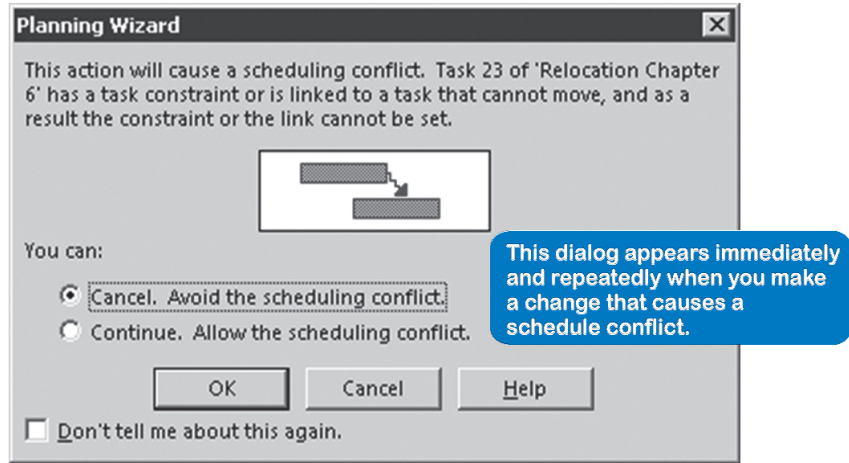 Planning Wizard
This action will cause a scheduling conflict. Task 23 of 'Relocation Chapter
6' has a task constraint or is linked to a task that cannot move, and as a
result the constraint or the link cannot be set.
You can:
Cancel. Avoid the scheduling conflict.
Continue. Allow the scheduling conflict.
This dialog appears immediately
and repeatedly when you make
a change that causes a
schedule conflict.
OK Cancel Help
Don't tell me about this again.